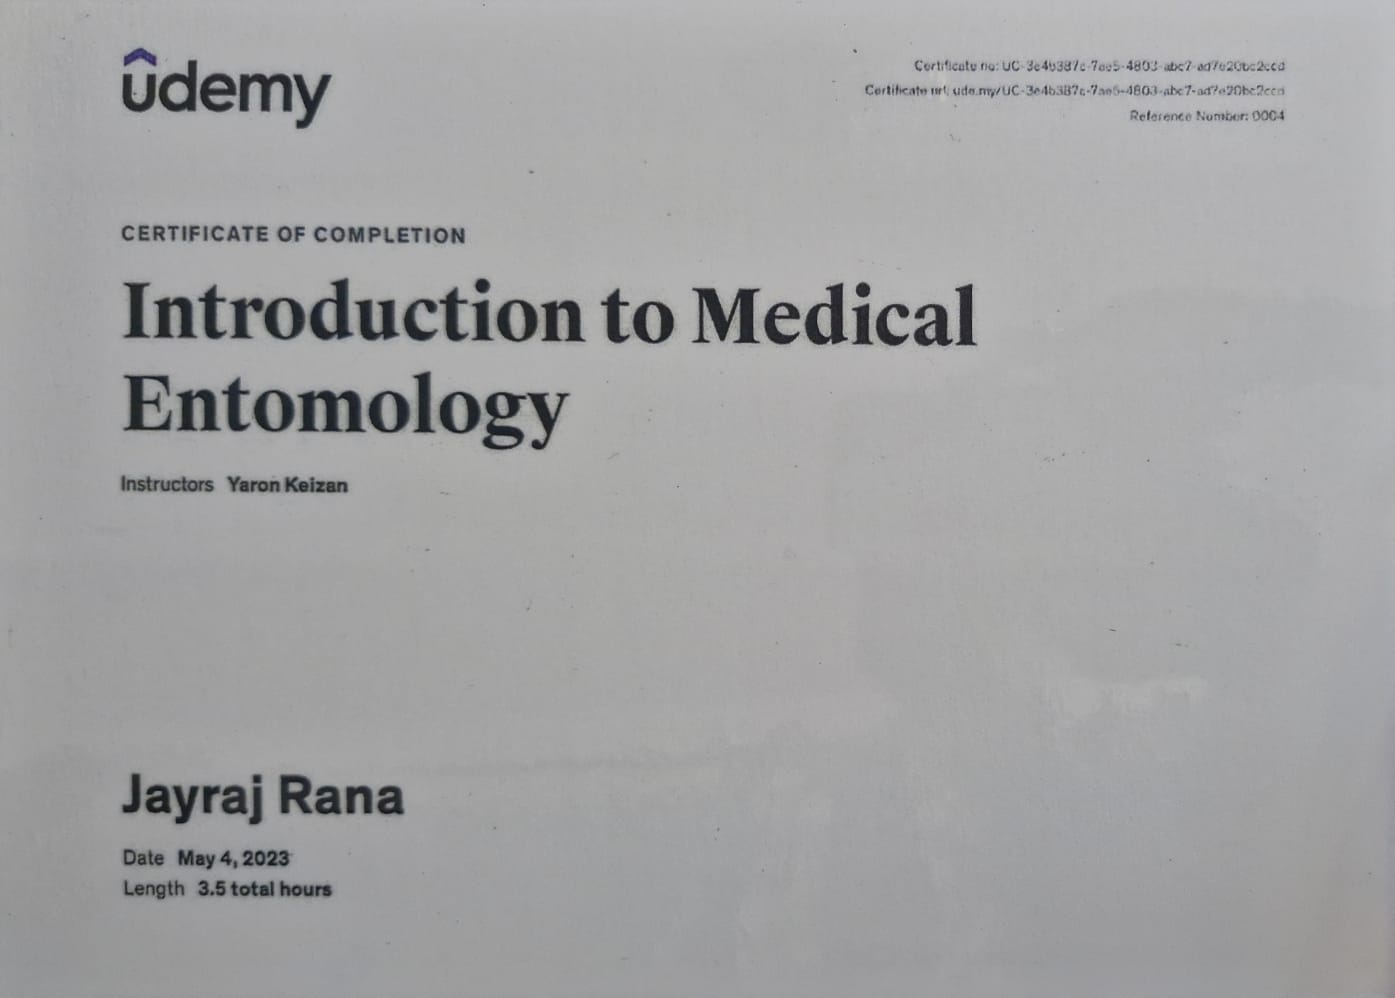 udemy
Certificate no: UC-3e4b387c-7ae5-4803-abc7-ad7e20bc2ccd
Certificate url: ude.my/UC-3e4b387c-7ae5-4803-abc7-ad7e20bc2ccd
Reference Number: 0004
CERTIFICATE OF COMPLETION
Introduction to Medical
Entomology
Instructors Yaron Keizan
Jayraj Rana
Date May 4, 2023
Length 3.5 total hours